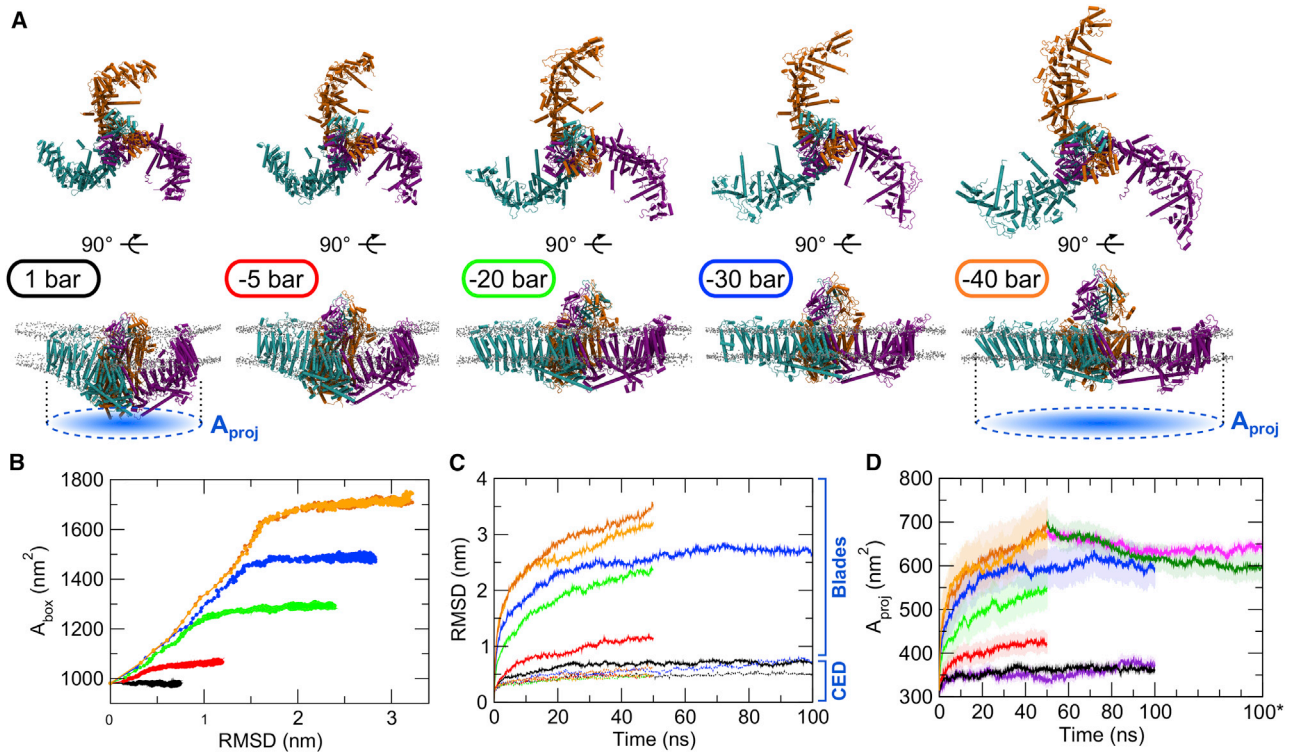 A
90° 90° 90° 90° 90°
1 bar -5 bar -20 bar -30 bar -40 bar
Aproj Aproj
B
1800
1600
1400
1200
1000
Abox (nm2)
0 1 2 3
RMSD (nm)
C
4
3
2
1
0
RMSD (nm)
0 20 40 60 80 100
Time (ns)
Blades
CED
D
800
700
600
500
400
300
Aproj (nm2)
0 20 40 60 80 100 100*
Time (ns)